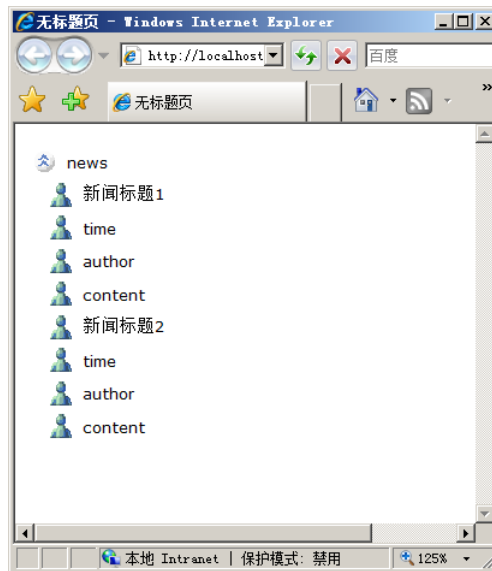 无标题页 - Windows Internet Explorer
http://localhost
百度
无标题页
news
新闻标题1
time
author
content
新闻标题2
time
author
content
本地 Intranet | 保护模式: 禁用
125%